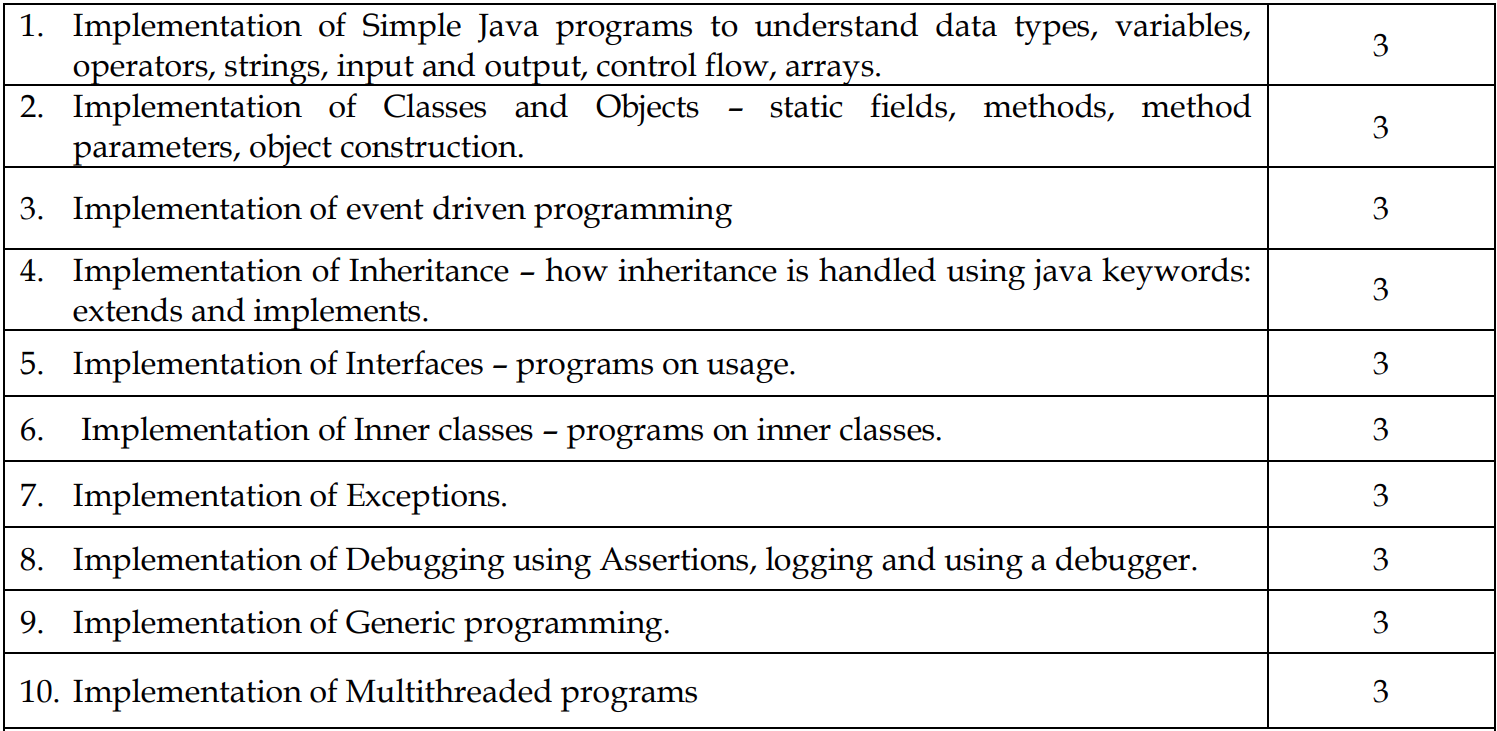 1. Implementation of Simple Java programs to understand data types, variables,
operators, strings, input and output, control flow, arrays.
3
2. Implementation of Classes and Objects – static fields, methods, method
parameters, object construction.
3
3. Implementation of event driven programming
3
4. Implementation of Inheritance – how inheritance is handled using java keywords:
extends and implements.
3
5. Implementation of Interfaces – programs on usage.
3
6. Implementation of Inner classes – programs on inner classes.
3
7. Implementation of Exceptions.
3
8. Implementation of Debugging using Assertions, logging and using a debugger.
3
9. Implementation of Generic programming.
3
10. Implementation of Multithreaded programs
3